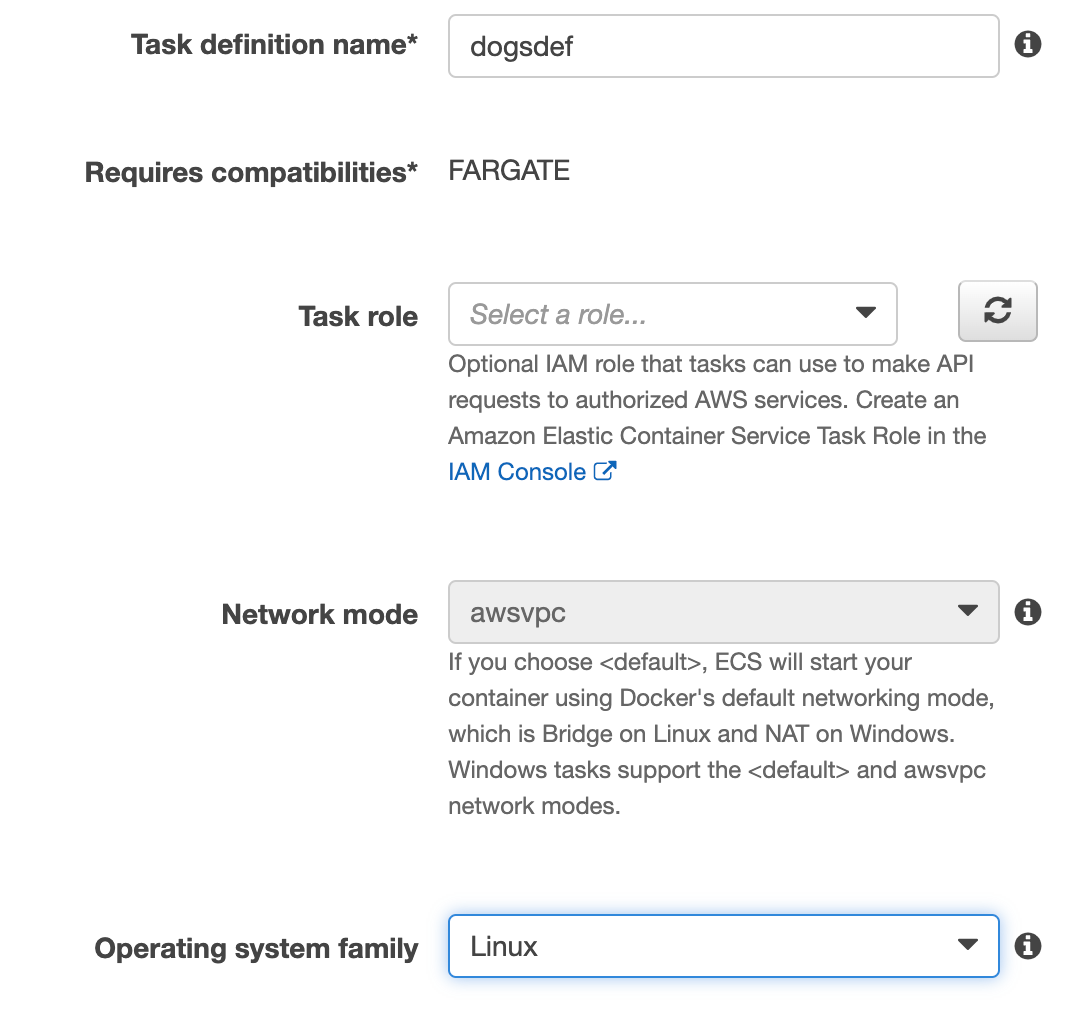 Task definition name* dogsdef
Requires compatibilities* FARGATE
Task role Select a role...
Optional IAM role that tasks can use to make API
requests to authorized AWS services. Create an
Amazon Elastic Container Service Task Role in the
IAM Console
Network mode awsvpc
If you choose <default>, ECS will start your
container using Docker's default networking mode,
which is Bridge on Linux and NAT on Windows.
Windows tasks support the <default> and awsvpc
network modes.
Operating system family Linux